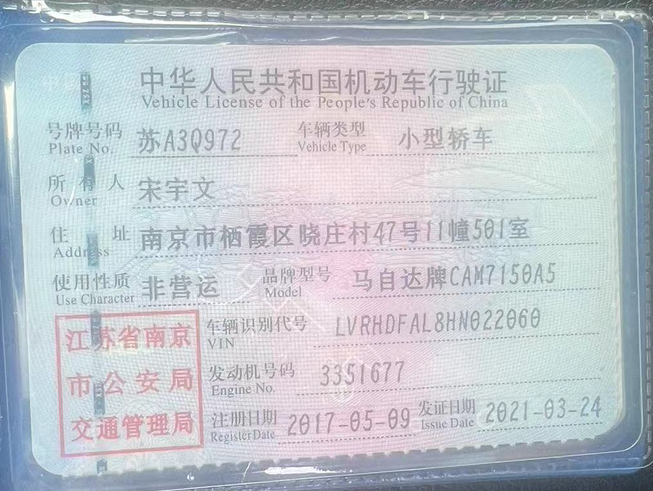 中华人民共和国机动车行驶证
Vehicle License of the People's Republic of China
号牌号码 苏A3Q972 车辆类型 小型轿车
Plate No. Vehicle Type
所有人 宋宇文
Owner
住址 南京市栖霞区晓庄村47号11幢501室
Address
使用性质 非营运 品牌型号 马自达牌CAM7150A5
Use Character Model
江苏省南京 车辆识别代号 LVRHDFAL8HN022060
VIN
市公安局 发动机号码 3351677
Engine No.
交通管理局 注册日期 2017-05-09 发证日期 2021-03-24
Register Date Issue Date